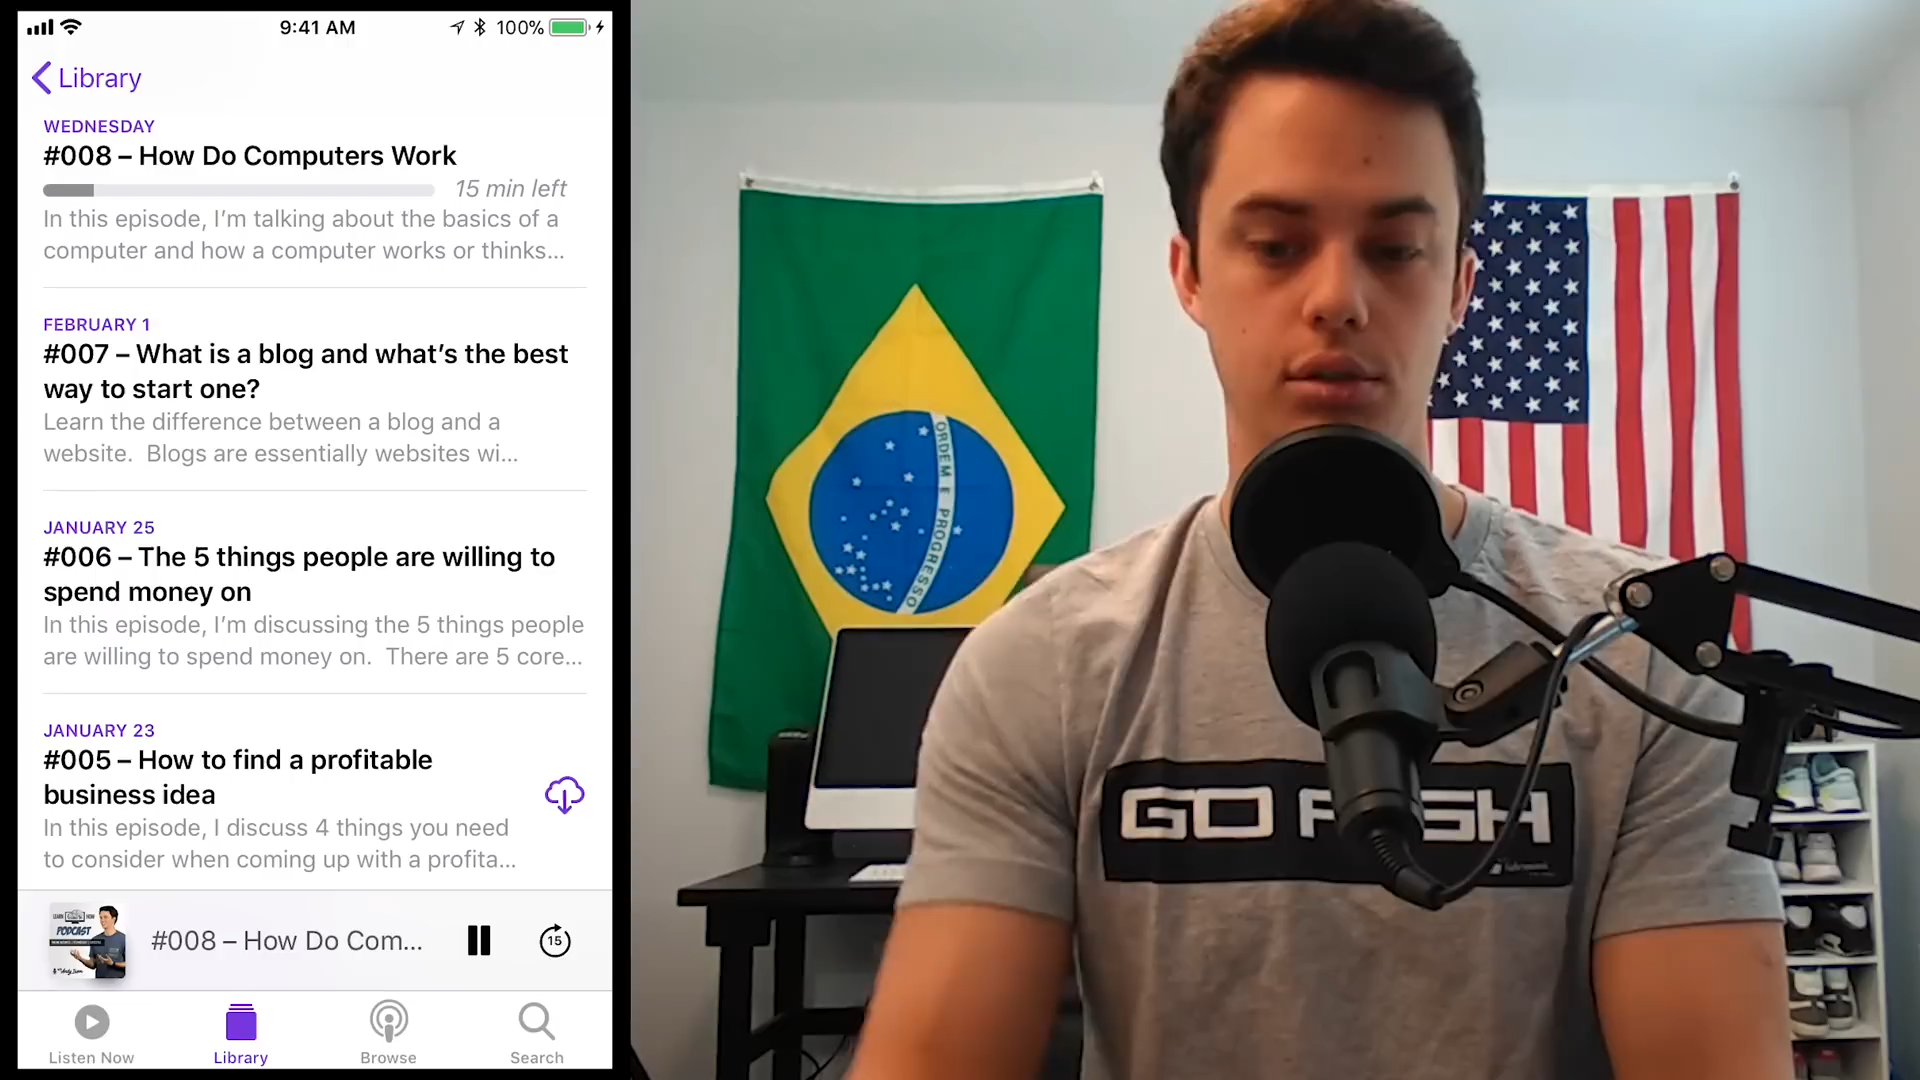 9:41 AM
100%
Library
WEDNESDAY
#008 – How Do Computers Work
15 min left
In this episode, I’m talking about the basics of a
computer and how a computer works or thinks...
FEBRUARY 1
#007 – What is a blog and what’s the best
way to start one?
Learn the difference between a blog and a
website.  Blogs are essentially websites wi...
JANUARY 25
#006 – The 5 things people are willing to
spend money on
In this episode, I’m discussing the 5 things people
are willing to spend money on.  There are 5 core...
JANUARY 23
#005 – How to find a profitable
business idea
In this episode, I discuss 4 things you need
to consider when coming up with a profita...
LEARN HOW
PODCAST
#008 – How Do Com...
15
Listen Now
Library
Browse
Search
ORDEM E PROGRESSO
GO F SH